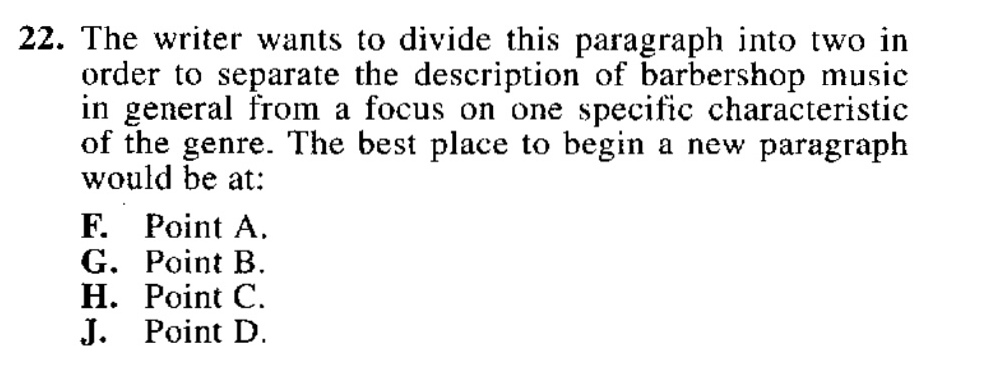 22. The writer wants to divide this paragraph into two in
order to separate the description of barbershop music
in general from a focus on one specific characteristic
of the genre. The best place to begin a new paragraph
would be at:
F. Point A.
G. Point B.
H. Point C.
J. Point D.